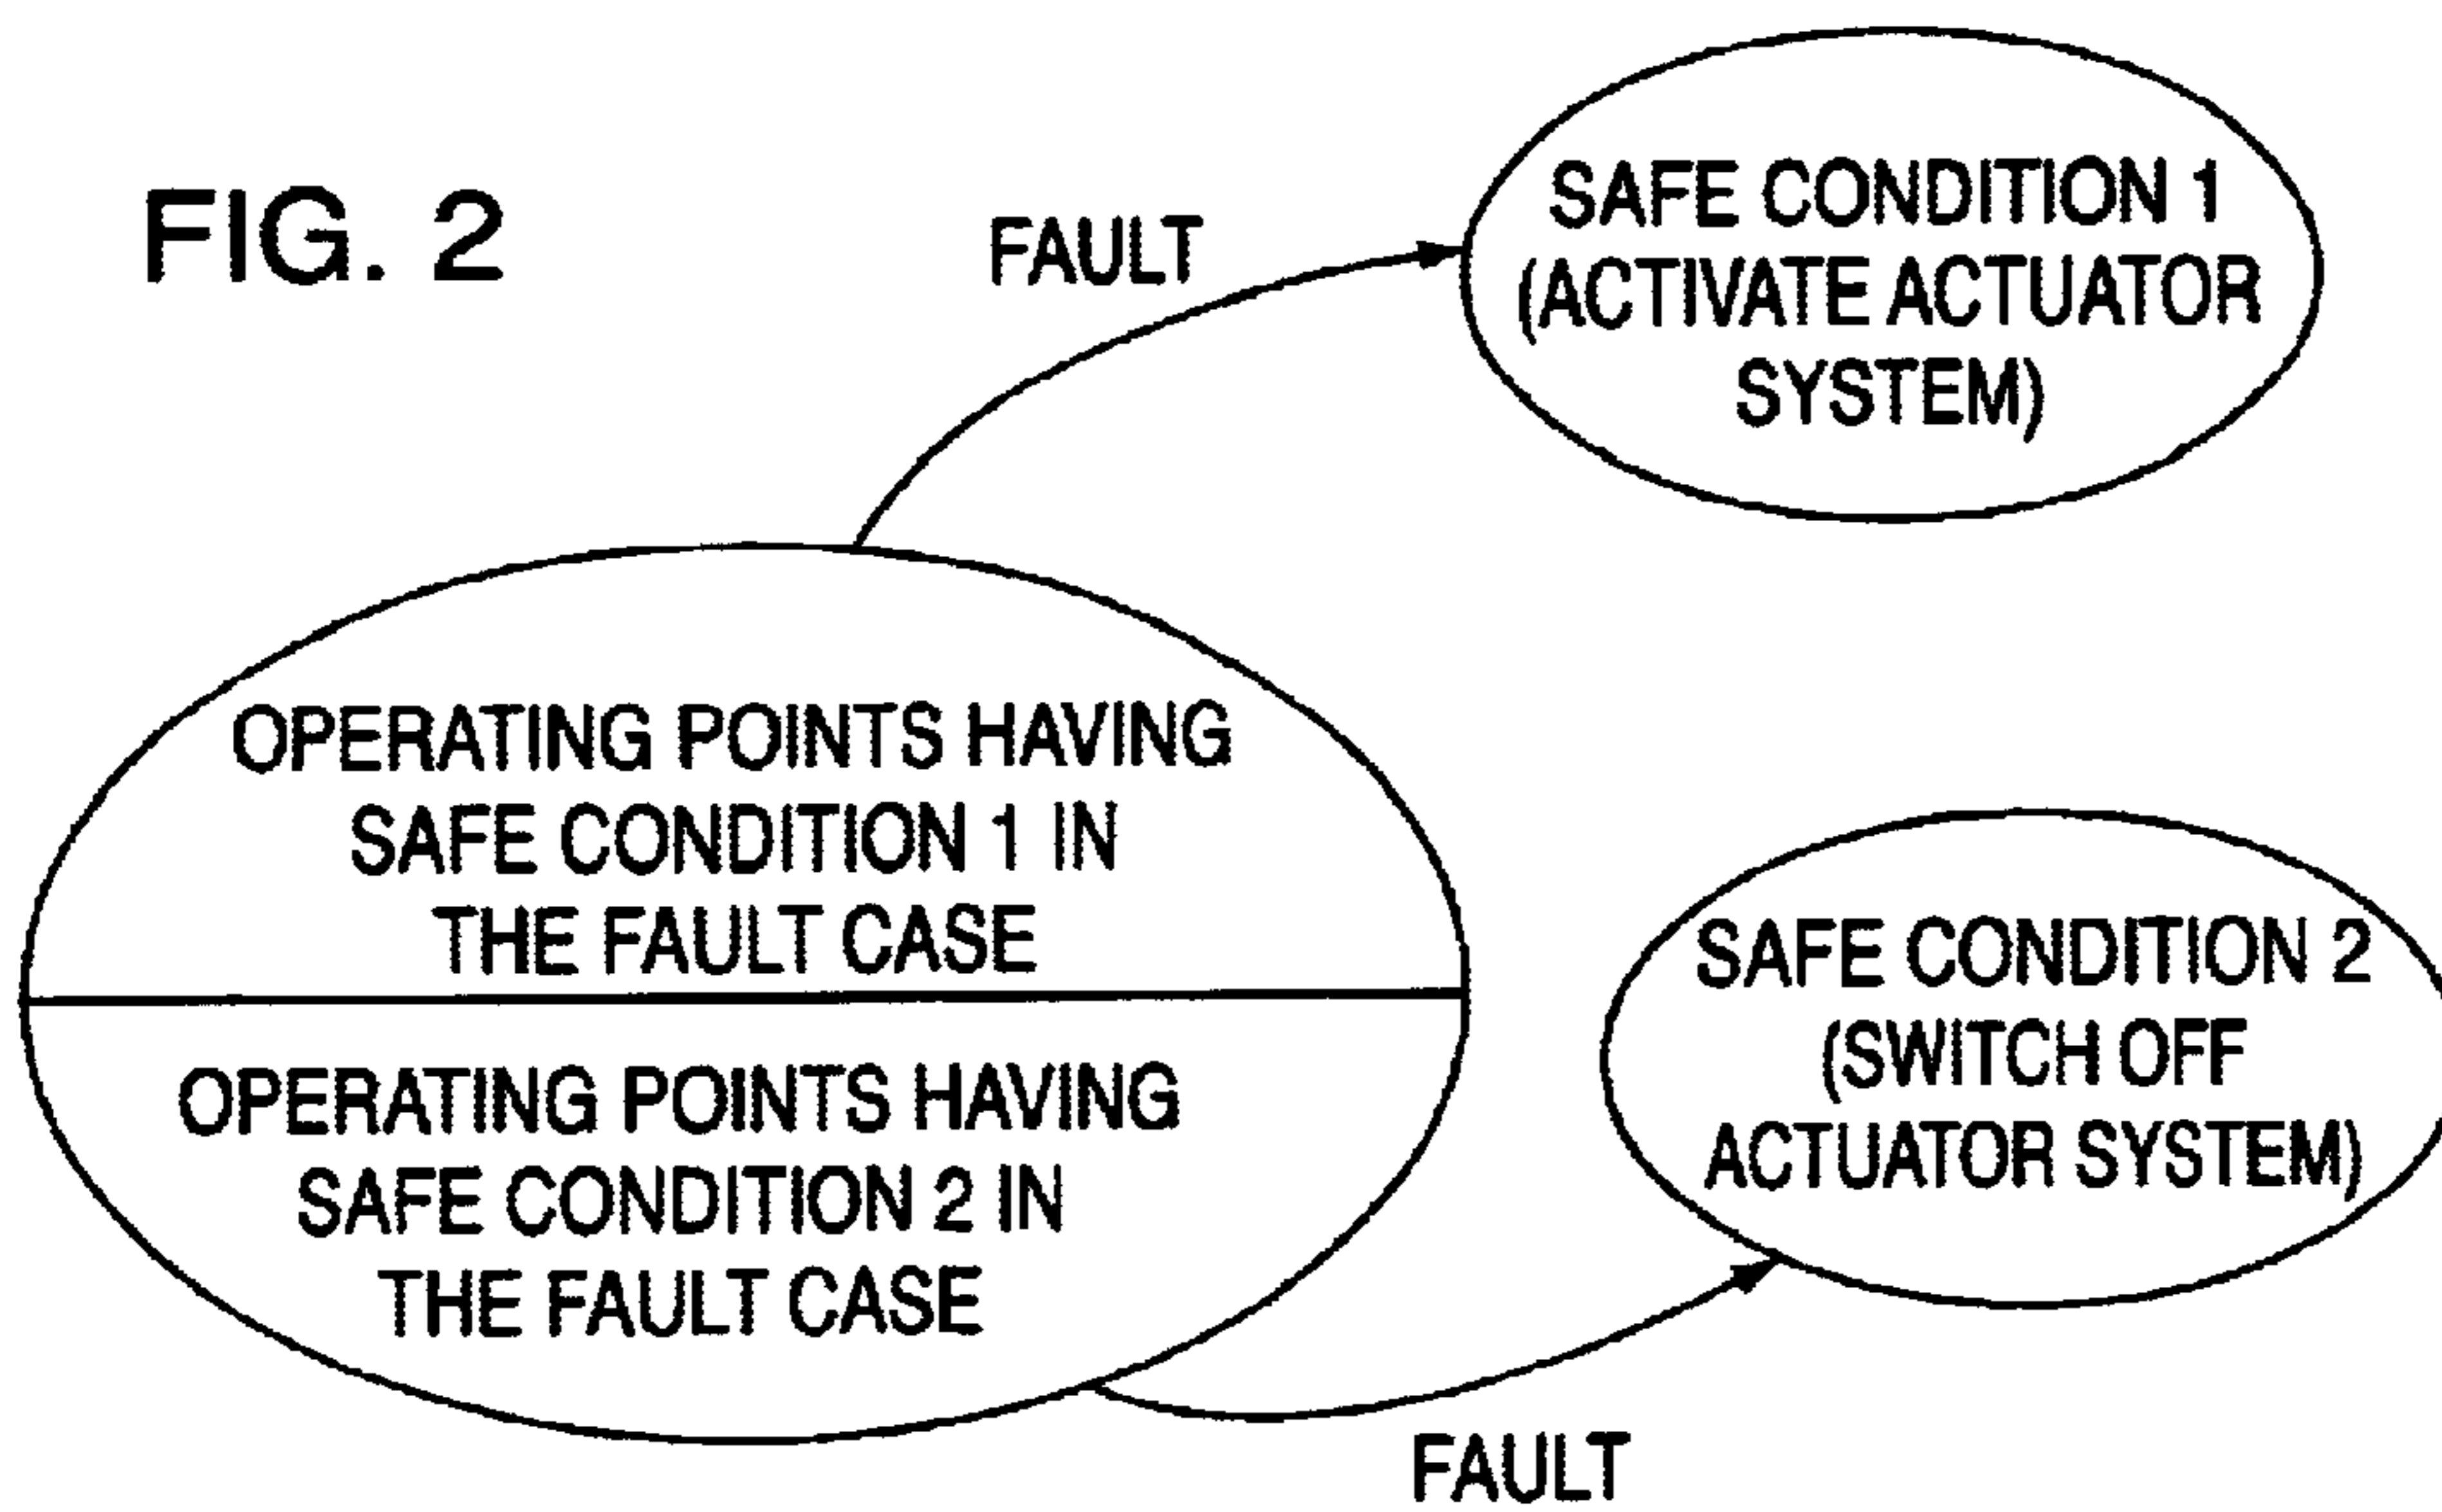 FIG. 2
FAULT
SAFE CONDITION 1
(ACTIVATE ACTUATOR
SYSTEM)
OPERATING POINTS HAVING
SAFE CONDITION 1 IN
THE FAULT CASE
OPERATING POINTS HAVING
SAFE CONDITION 2 IN
THE FAULT CASE
SAFE CONDITION 2
(SWITCH OFF
ACTUATOR SYSTEM)
FAULT